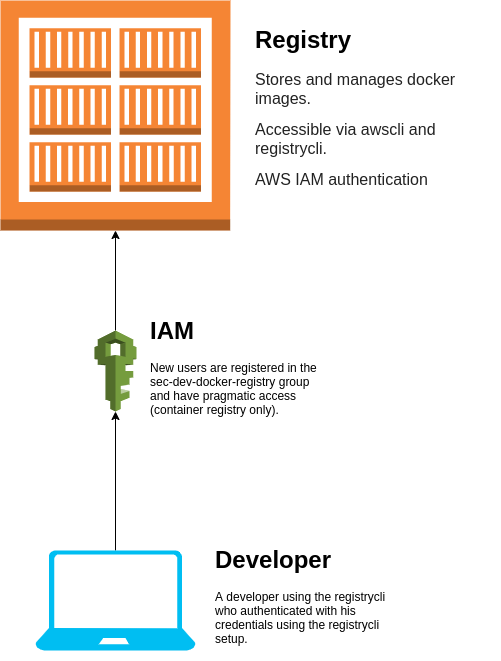 Registry
Stores and manages docker
images.
Accessible via awscli and
registrycli.
AWS IAM authentication
IAM
New users are registered in the
sec-dev-docker-registry group
and have pragmatic access
(container registry only).
Developer
A developer using the registrycli
who authenticated with his
credentials using the registrycli
setup.